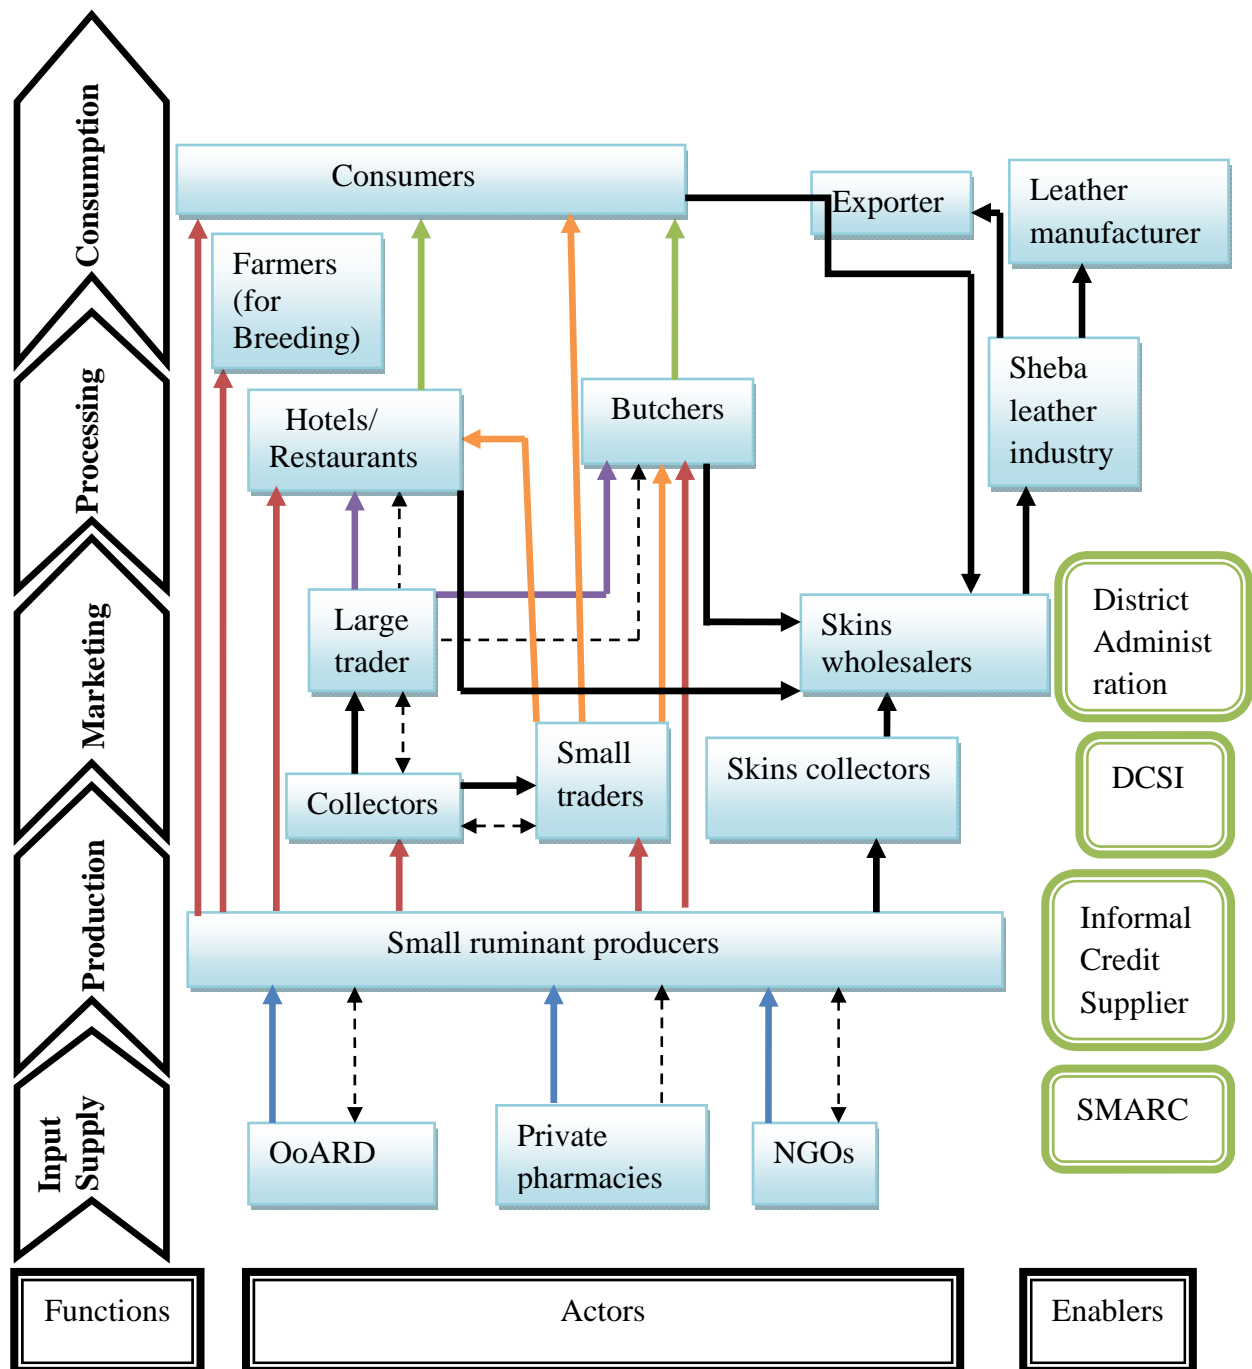 Consumption
Processing
Marketing
Production
Input
Supply
Consumers
Exporter
Leather
manufacturer
Farmers
(for
Breeding)
Hotels/
Restaurants
Butchers
Sheba
leather
industry
Large
trader
Skins
wholesalers
Collectors
Small
traders
Skins collectors
Small ruminant producers
OoARD
Private
pharmacies
NGOs
District
Administ
ration
DCSI
Informal
Credit
Supplier
SMARC
Functions
Actors
Enablers